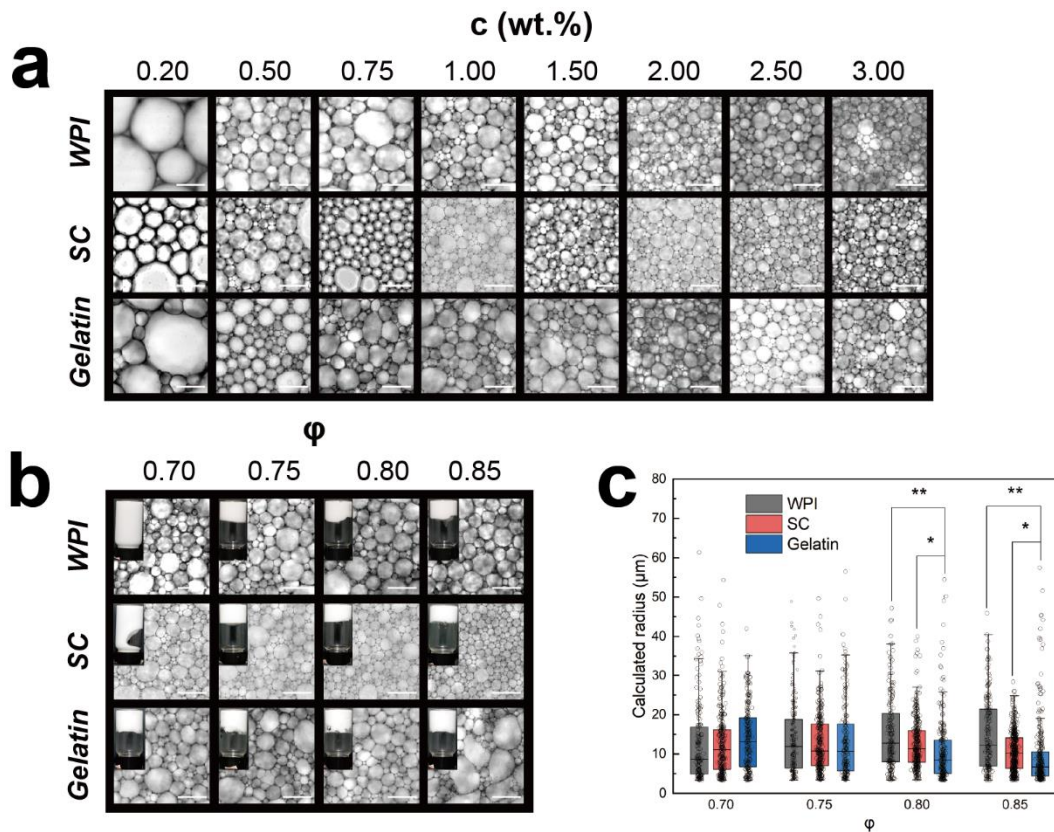 c (wt.%)
a
0.20 0.50 0.75 1.00 1.50 2.00 2.50 3.00
WPI
SC
Gelatin
φ
b
0.70 0.75 0.80 0.85
WPI
SC
Gelatin
c
80
70
60
50
40
30
20
10
0
Calculated radius (μm)
WPI
SC
Gelatin
** **
* *
0.70 0.75 0.80 0.85
φ